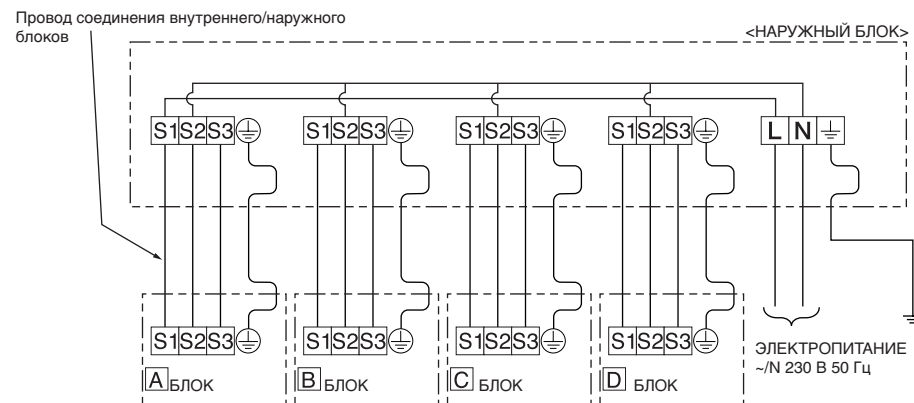 Провод соединения внутреннего/наружного
блоков
<НАРУЖНЫЙ БЛОК>
S1 S2 S3 S1 S2 S3 S1 S2 S3 S1 S2 S3 L N
S1 S2 S3 S1 S2 S3 S1 S2 S3 S1 S2 S3
A БЛОК B БЛОК C БЛОК D БЛОК
ЭЛЕКТРОПИТАНИЕ
~/N 230 В 50 Гц